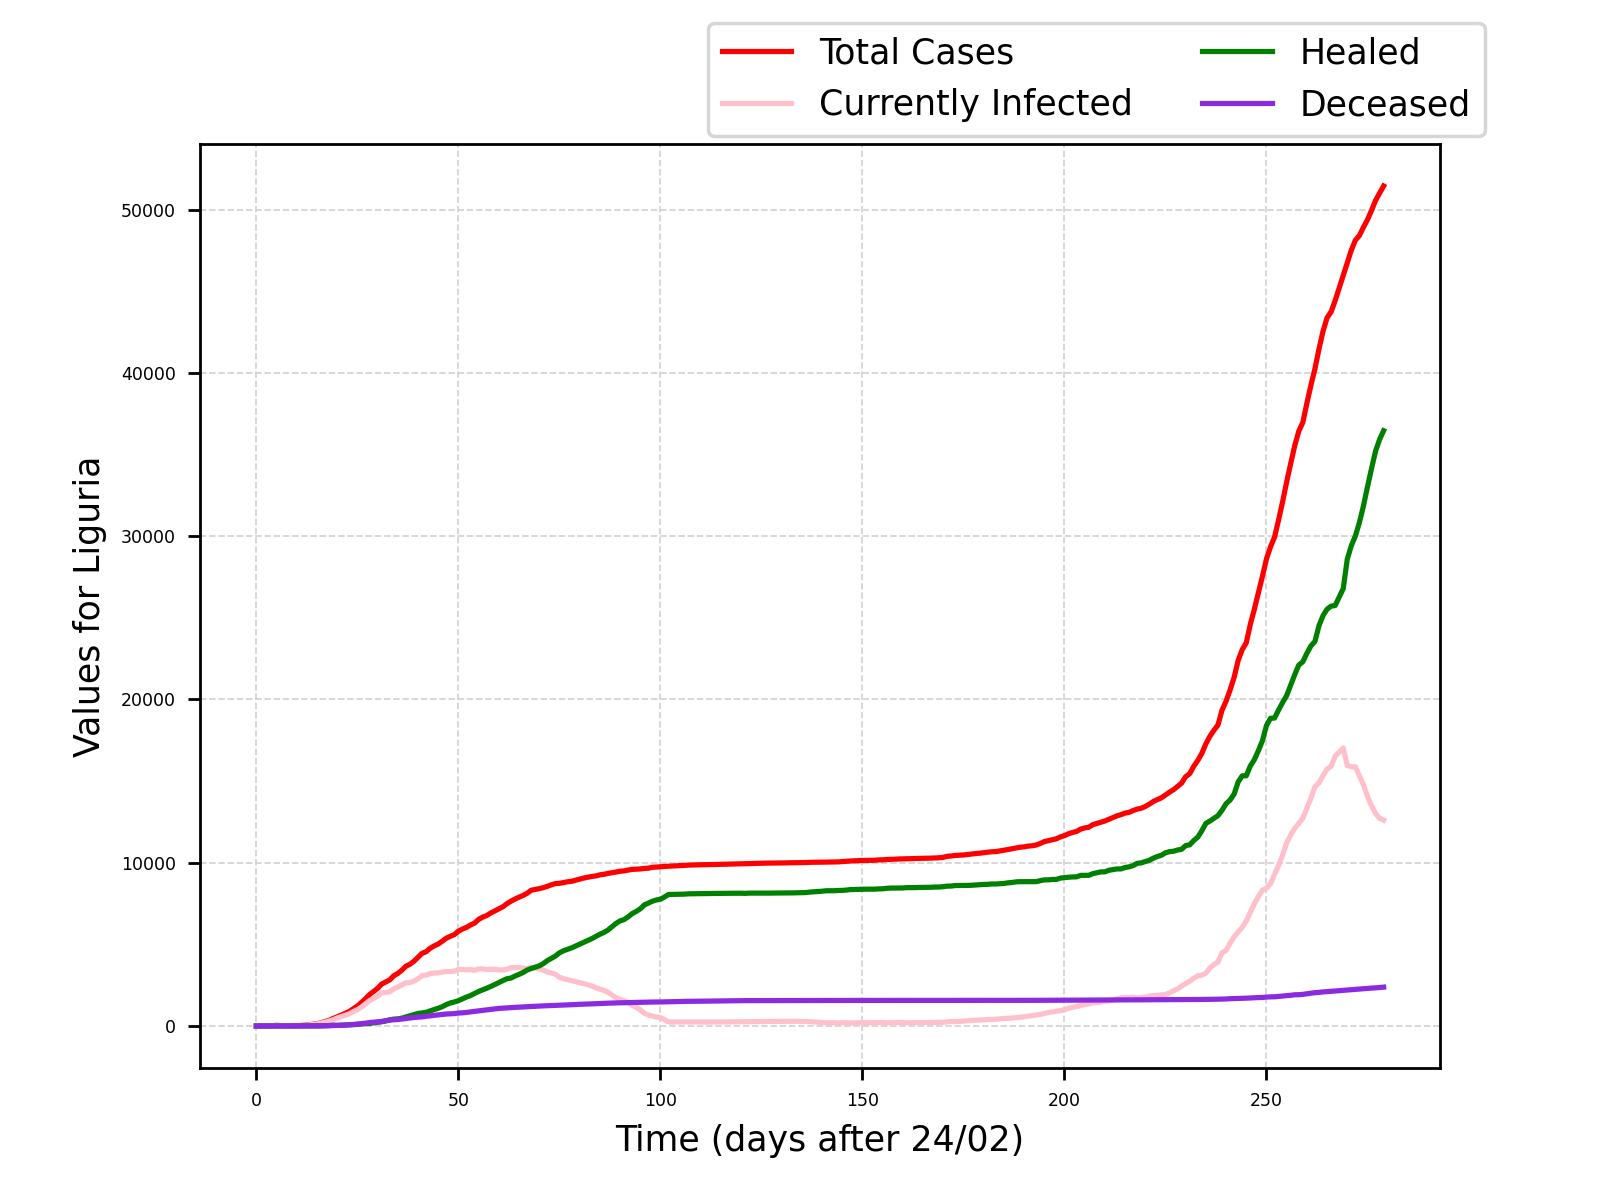 Total Cases
Currently Infected
Healed
Deceased
Values for Liguria
50000
40000
30000
20000
10000
0
0 50 100 150 200 250
Time (days after 24/02)